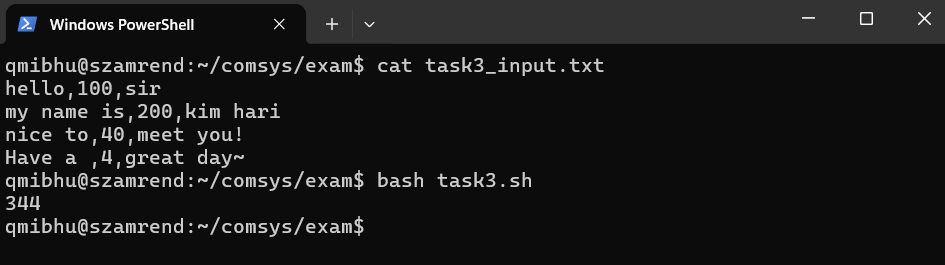 Windows PowerShell
qmibhu@szamrend:~/comsys/exam$ cat task3_input.txt
hello,100,sir
my name is,200,kim hari
nice to,40,meet you!
Have a ,4,great day~
qmibhu@szamrend:~/comsys/exam$ bash task3.sh
344
qmibhu@szamrend:~/comsys/exam$